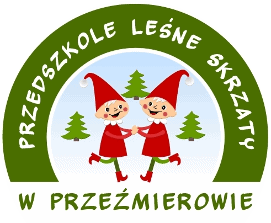 PRZEDSZKOLE LEŚNE SKRZATY
W PRZEŹMIEROWIE